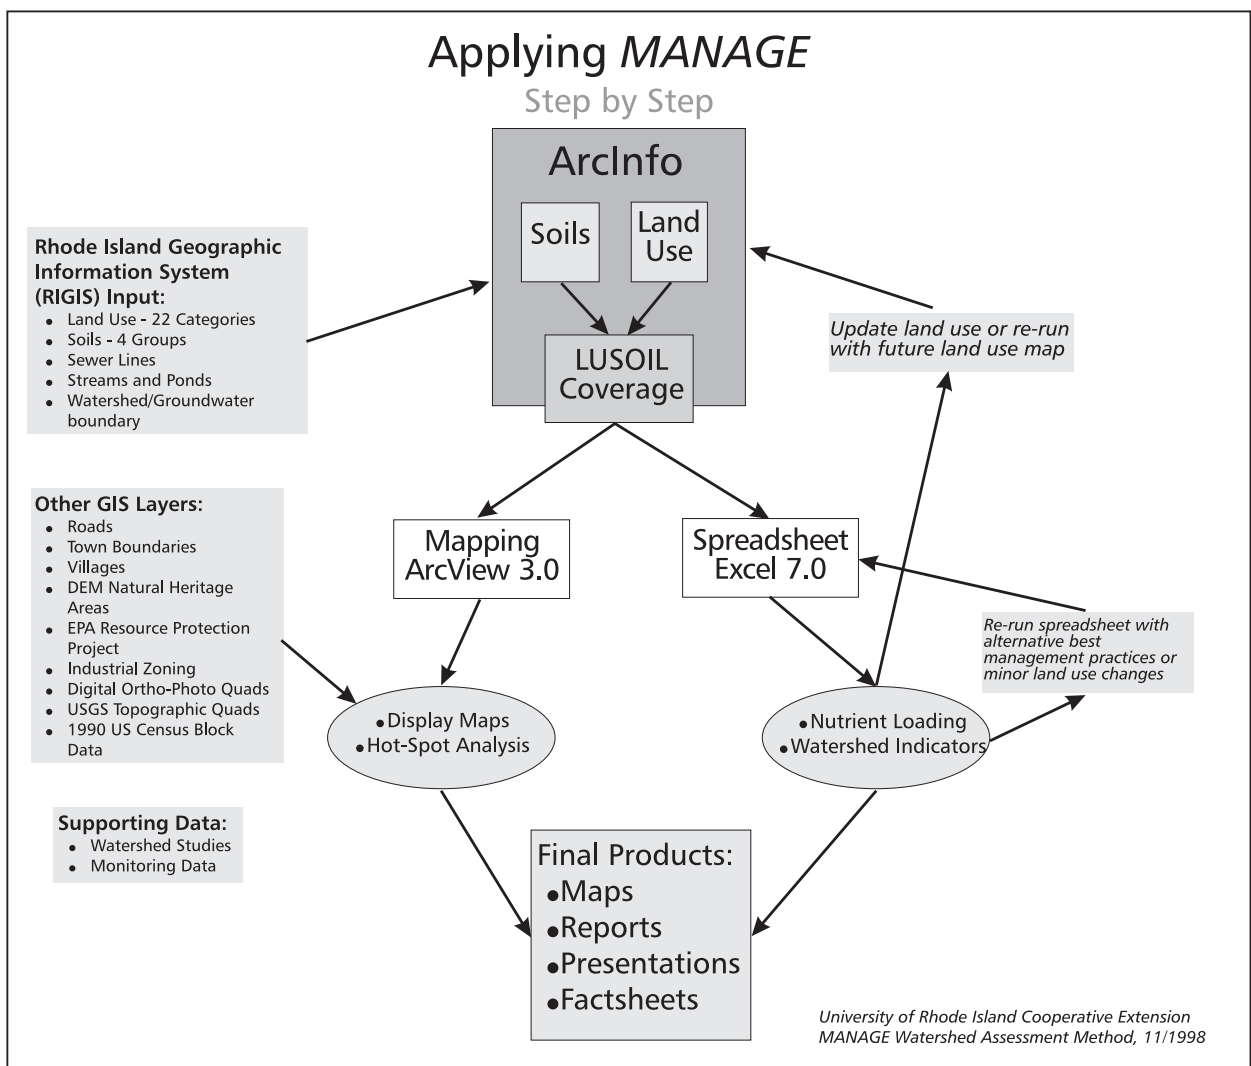 Applying MANAGE
Step by Step
ArcInfo
Soils
Land
Use
LUSOIL
Coverage
Rhode Island Geographic
Information System
(RIGIS) Input:
• Land Use - 22 Categories
• Soils - 4 Groups
• Sewer Lines
• Streams and Ponds
• Watershed/Groundwater
boundary
Update land use or re-run
with future land use map
Other GIS Layers:
• Roads
• Town Boundaries
• Villages
• DEM Natural Heritage
Areas
• EPA Resource Protection
Project
• Industrial Zoning
• Digital Ortho-Photo Quads
• USGS Topographic Quads
• 1990 US Census Block
Data
Mapping
ArcView 3.0
Spreadsheet
Excel 7.0
Re-run spreadsheet with
alternative best
management practices or
minor land use changes
• Display Maps
• Hot-Spot Analysis
• Nutrient Loading
• Watershed Indicators
Supporting Data:
• Watershed Studies
• Monitoring Data
Final Products:
• Maps
• Reports
• Presentations
• Factsheets
University of Rhode Island Cooperative Extension
MANAGE Watershed Assessment Method, 11/1998